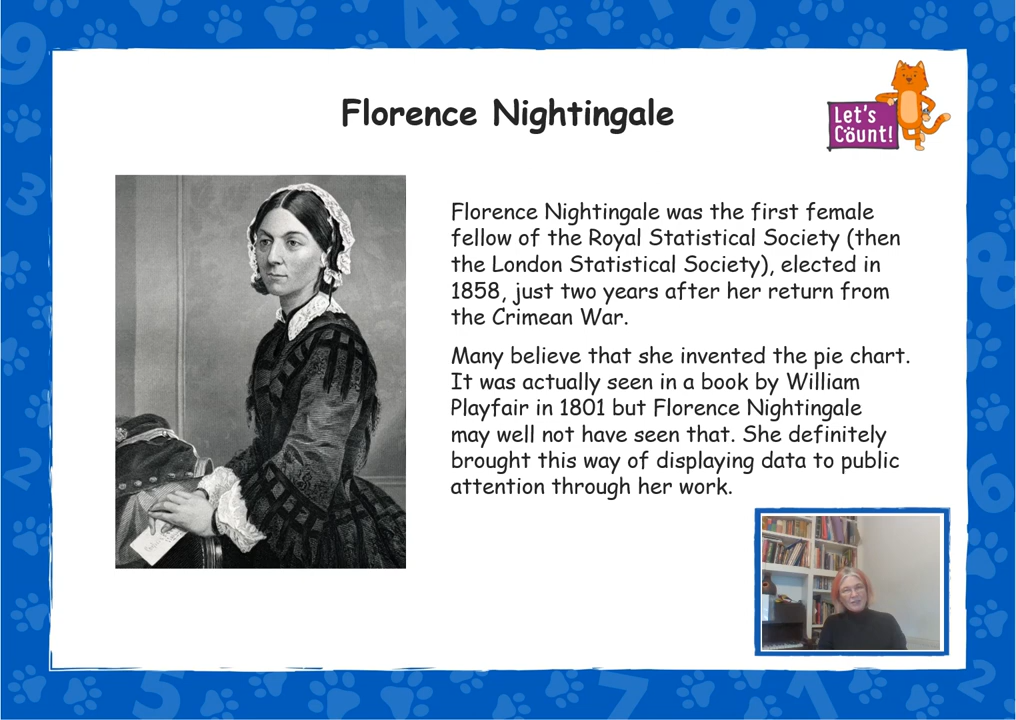 Florence Nightingale
Let's
Count!
Florence Nightingale was the first female
fellow of the Royal Statistical Society (then
the London Statistical Society), elected in
1858, just two years after her return from
the Crimean War.
Many believe that she invented the pie chart.
It was actually seen in a book by William
Playfair in 1801 but Florence Nightingale
may well not have seen that. She definitely
brought this way of displaying data to public
attention through her work.